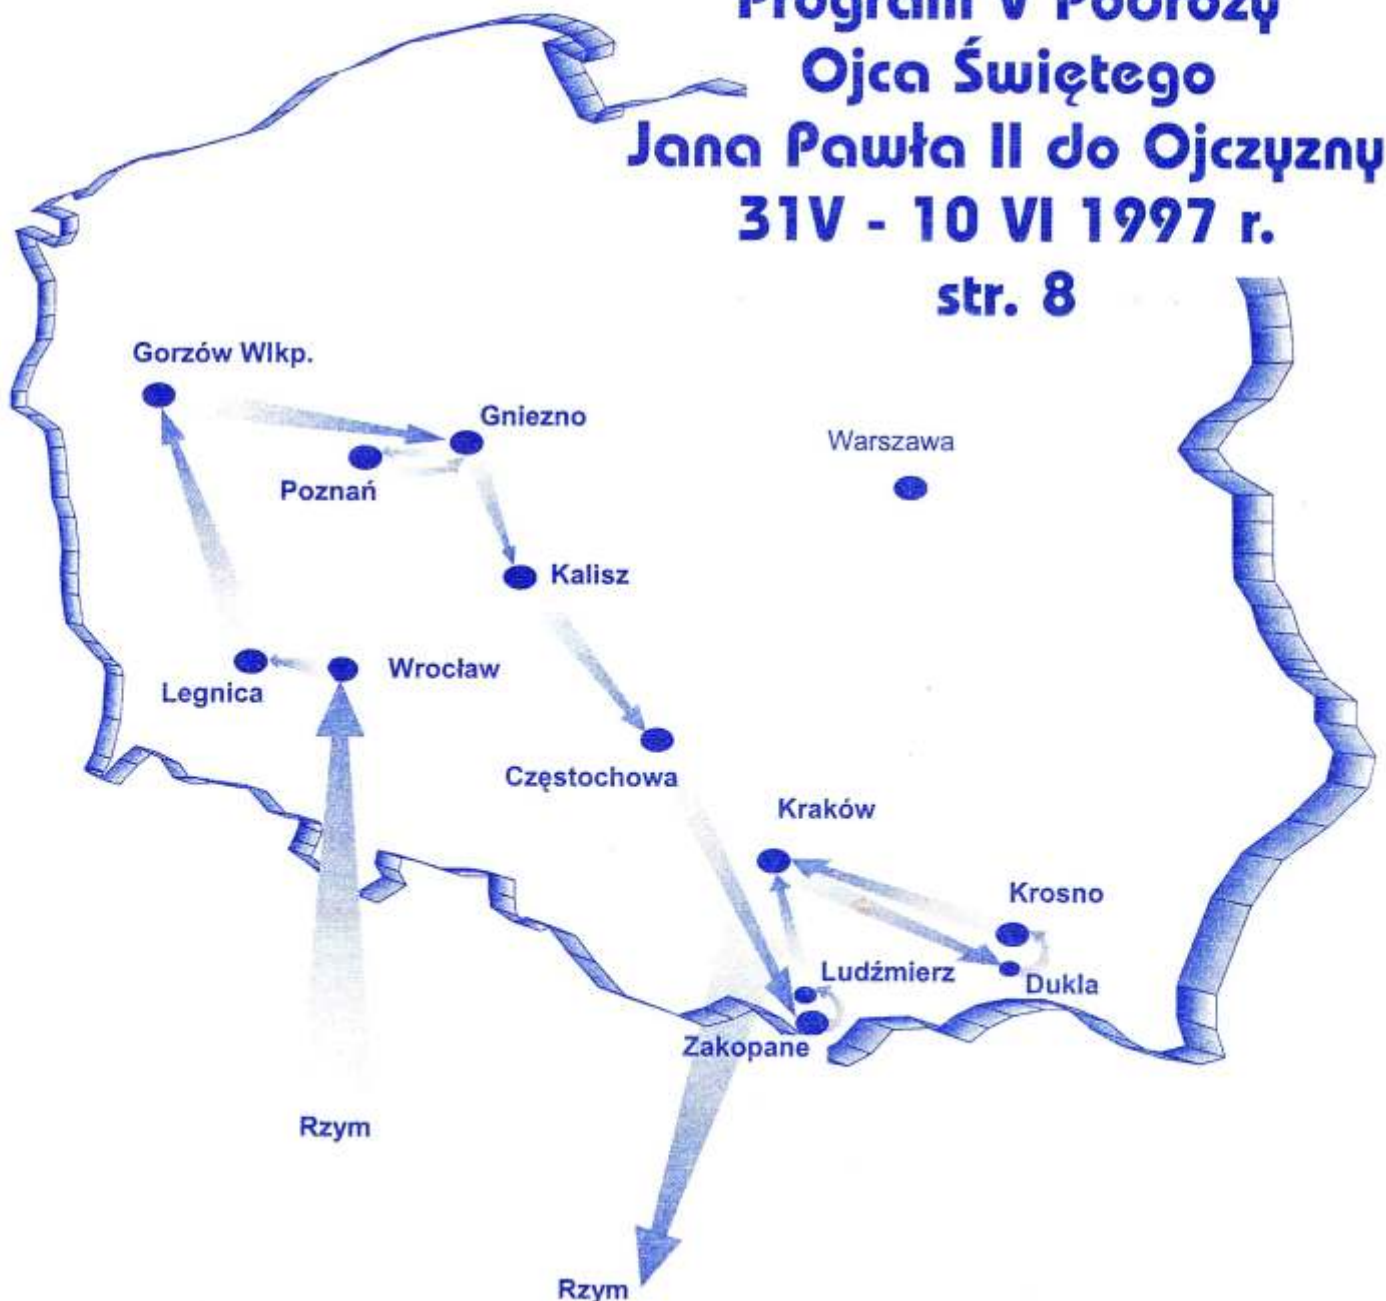 Program V Podróży
Ojca Świętego
Jana Pawła II do Ojczyzny
31V - 10 VI 1997 r.
str. 8
Gorzów Wlkp.
Gniezno
Warszawa
Poznań
Kalisz
Wrocław
Legnica
Częstochowa
Kraków
Krosno
Ludźmierz
Dukla
Zakopane
Rzym
Rzym